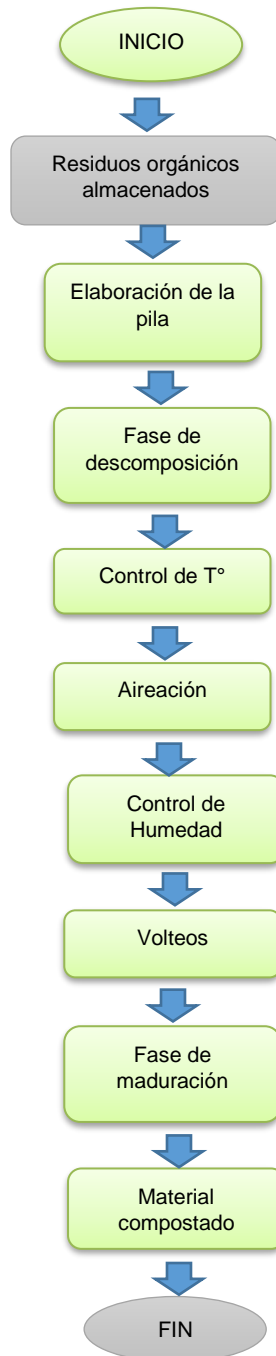 INICIO
Residuos orgánicos
almacenados
Elaboración de la
pila
Fase de
descomposición
Control de T°
Aireación
Control de
Humedad
Volteos
Fase de
maduración
Material
compostado
FIN